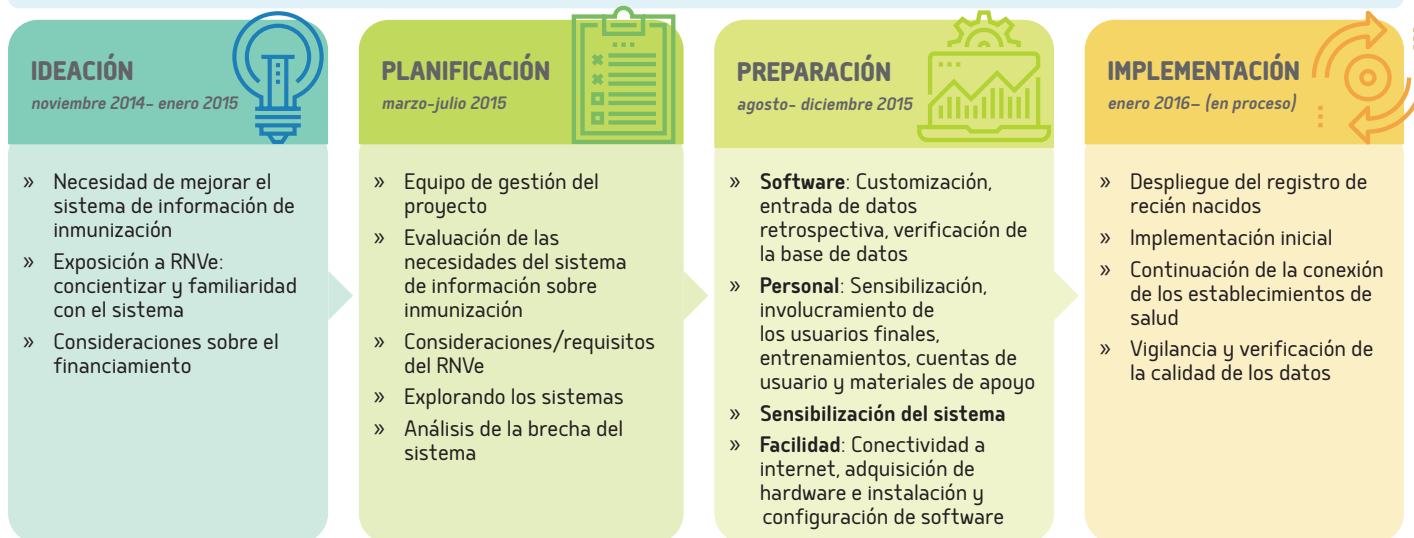 IDEACIÓN
noviembre 2014– enero 2015
» Necesidad de mejorar el
sistema de información de
inmunización
» Exposición a RNVe:
concientizar y familiaridad
con el sistema
» Consideraciones sobre el
financiamiento
PLANIFICACIÓN
marzo-julio 2015
» Equipo de gestión del
proyecto
» Evaluación de las
necesidades del sistema
de información sobre
inmunización
» Consideraciones/requisitos
del RNVe
» Explorando los sistemas
» Análisis de la brecha del
sistema
PREPARACIÓN
agosto- diciembre 2015
» Software: Customización,
entrada de datos
retrospectiva, verificación de
la base de datos
» Personal: Sensibilización,
involucramiento de
los usuarios finales,
entrenamientos, cuentas de
usuario y materiales de apoyo
» Sensibilización del sistema
» Facilidad: Conectividad a
internet, adquisición de
hardware e instalación y
configuración de software
IMPLEMENTACIÓN
enero 2016– (en proceso)
» Despliegue del registro de
recién nacidos
» Implementación inicial
» Continuación de la conexión
de los establecimientos de
salud
» Vigilancia y verificación de
la calidad de los datos